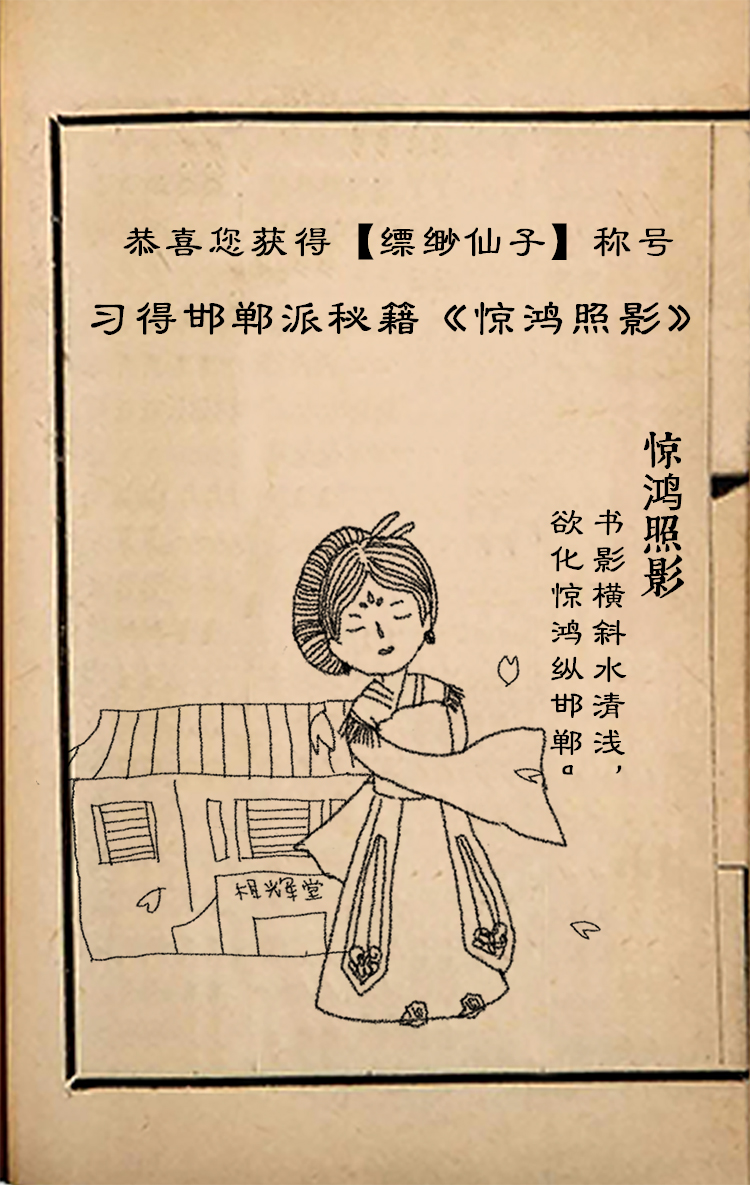 恭喜您获得【缥缈仙子】称号
习得邯郸派秘籍《惊鸿照影》
惊鸿照影
书影横斜水清浅，
欲化惊鸿纵邯郸。
祖辉堂